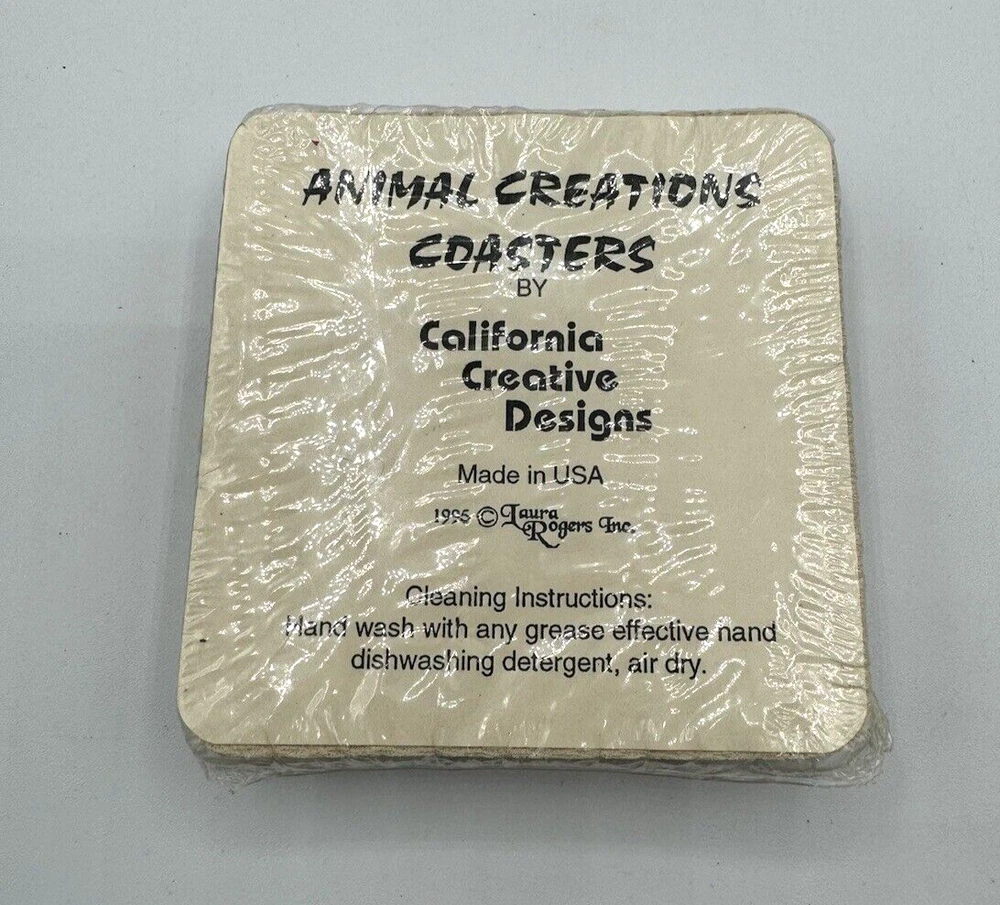 ANIMAL CREATIONS
COASTERS
BY
California
Creative
Designs
Made in USA
1995 © Laura
Rogers Inc.
Cleaning Instructions:
Hand wash with any grease effective hand
dishwashing detergent, air dry.